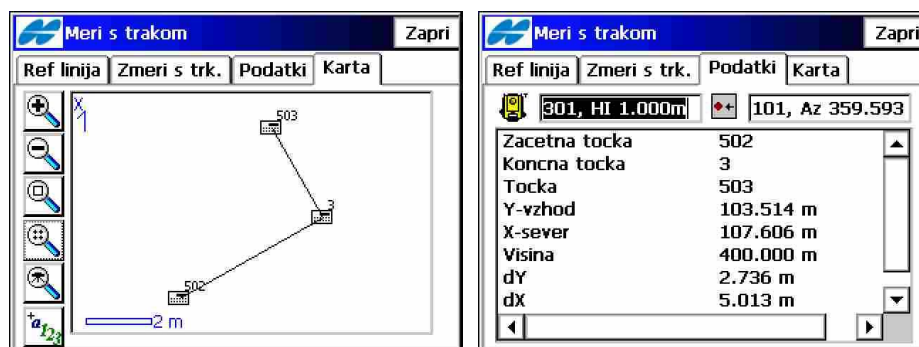 Meri s trakom Zapri
Ref linija Zmeri s trk. Podatki Karta
X
503
3
502
2 m
+a123
Meri s trakom Zapri
Ref linija Zmeri s trk. Podatki Karta
301, HI 1.000m 101, Az 359.593
Zacetna tocka 502
Koncna tocka 3
Tocka 503
Y-vzhod 103.514 m
X-sever 107.606 m
Visina 400.000 m
dY 2.736 m
dX 5.013 m